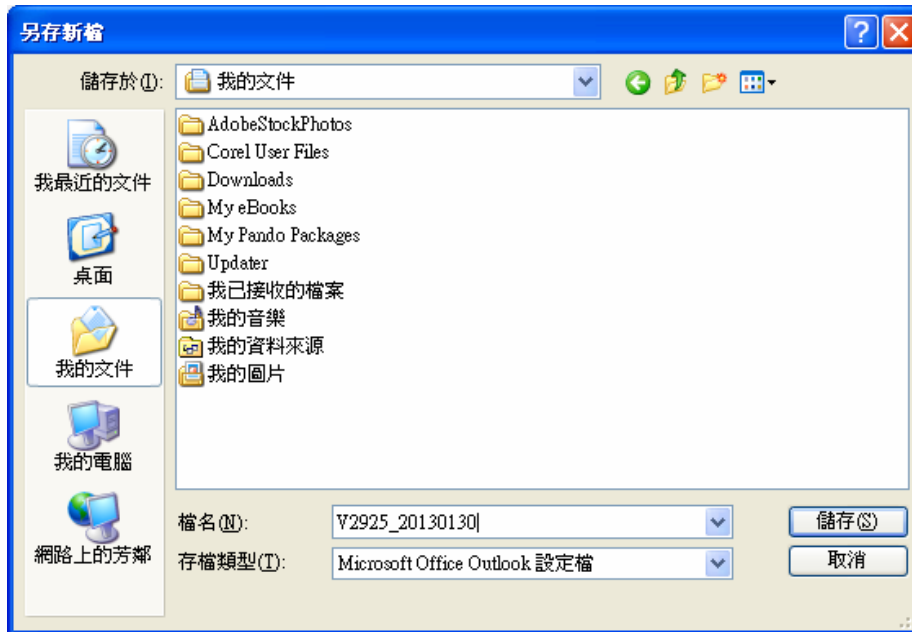 另存新檔
儲存於(I):
我的文件
我最近的文件
桌面
我的文件
我的電腦
網路上的芳鄰
AdobeStockPhotos
Corel User Files
Downloads
My eBooks
My Pando Packages
Updater
我已接收的檔案
我的音樂
我的資料來源
我的圖片
檔名(N):
V2925_20130130
儲存(S)
存檔類型(T):
Microsoft Office Outlook 設定檔
取消